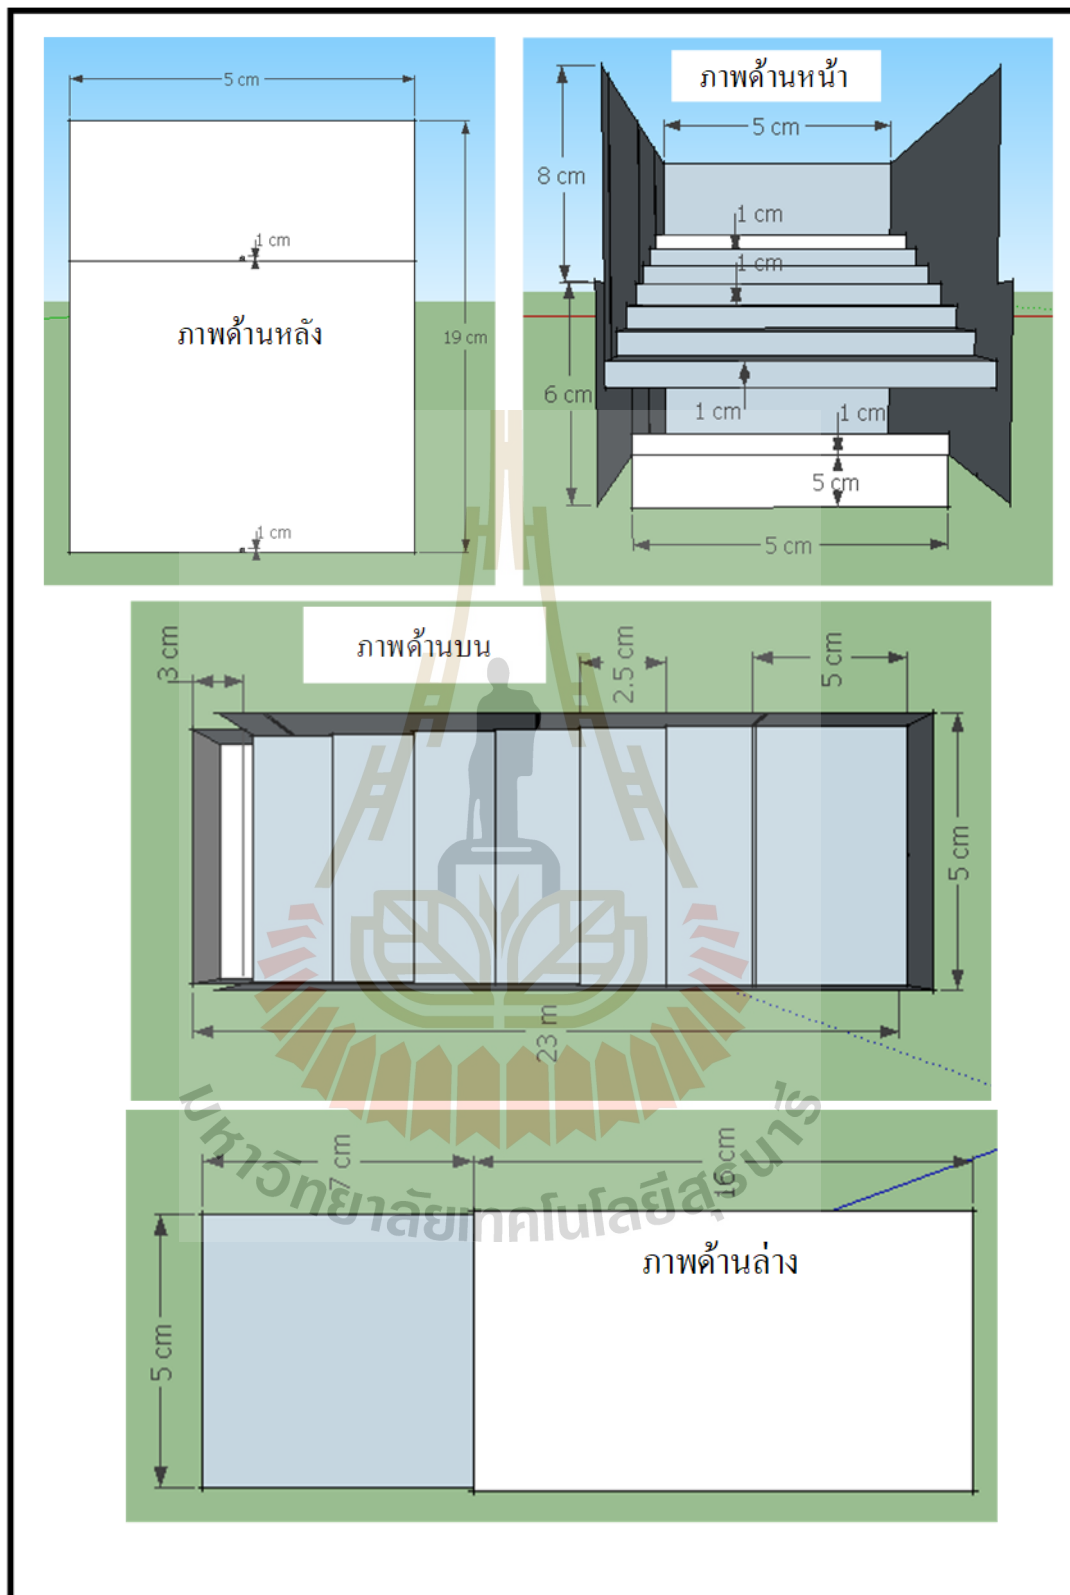 5 cm
1 cm
ภาพด้านหลัง
19 cm
1 cm
ภาพด้านหน้า
5 cm
8 cm
1 cm
1 cm
6 cm
1 cm
1 cm
5 cm
5 cm
ภาพด้านบน
3 cm
2.5 cm
5 cm
5 cm
23 m
7 cm
16 cm
ภาพด้านล่าง
5 cm
มหาวิทยาลัยเทคโนโลยีสุรนารี